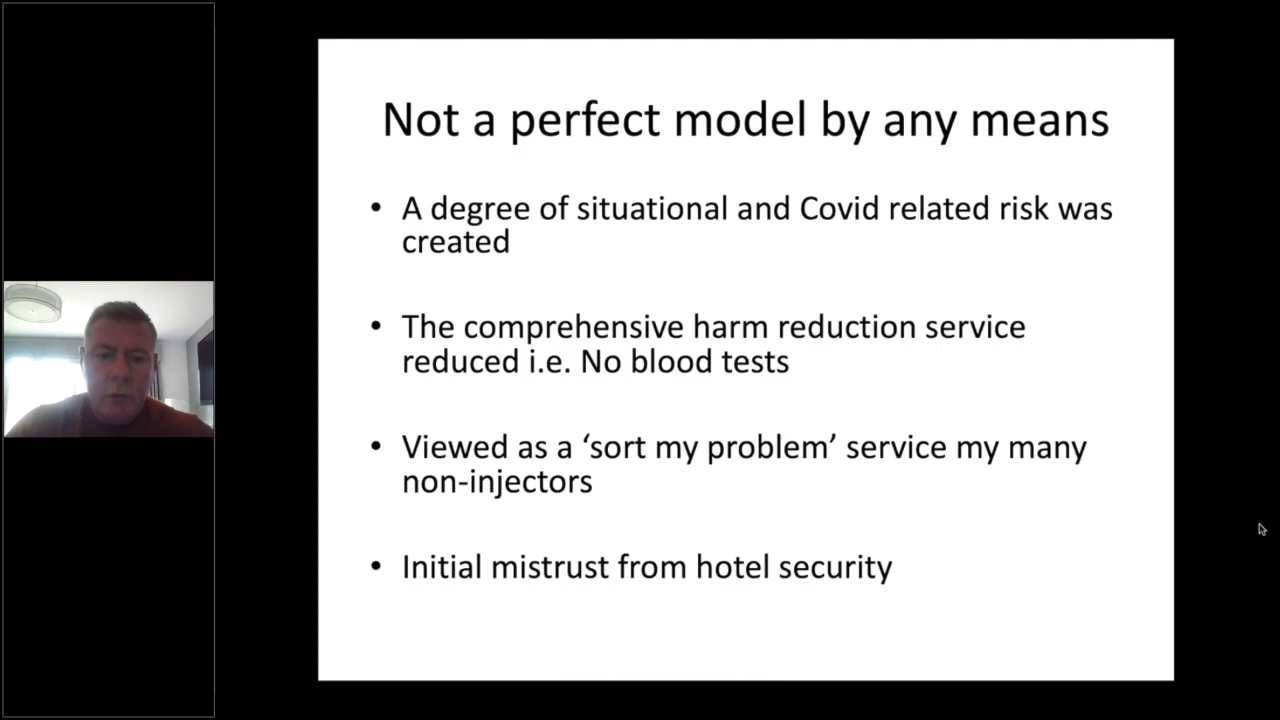 Not a perfect model by any means
• A degree of situational and Covid related risk was
created
• The comprehensive harm reduction service
reduced i.e. No blood tests
• Viewed as a ‘sort my problem’ service my many
non-injectors
• Initial mistrust from hotel security